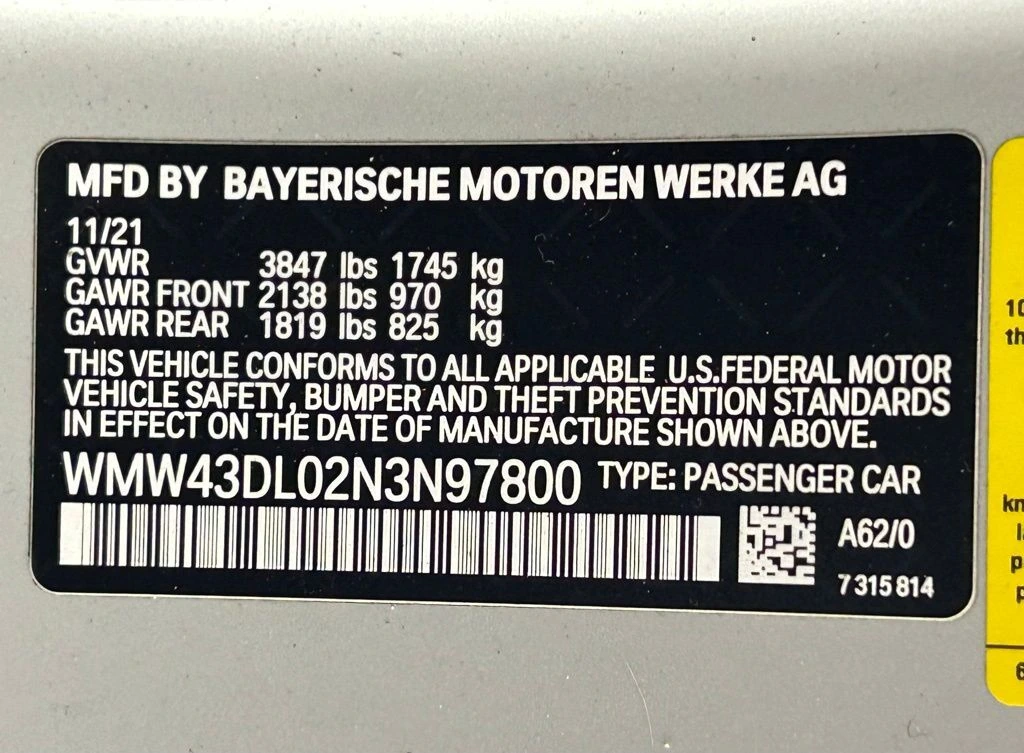 MFD BY BAYERISCHE MOTOREN WERKE AG
11/21
GVWR 3847 lbs 1745 kg
GAWR FRONT 2138 lbs 970 kg
GAWR REAR 1819 lbs 825 kg
THIS VEHICLE CONFORMS TO ALL APPLICABLE U.S.FEDERAL MOTOR
VEHICLE SAFETY, BUMPER AND THEFT PREVENTION STANDARDS
IN EFFECT ON THE DATE OF MANUFACTURE SHOWN ABOVE.
WMW43DL02N3N97800 TYPE: PASSENGER CAR
A62/0
7 315 814